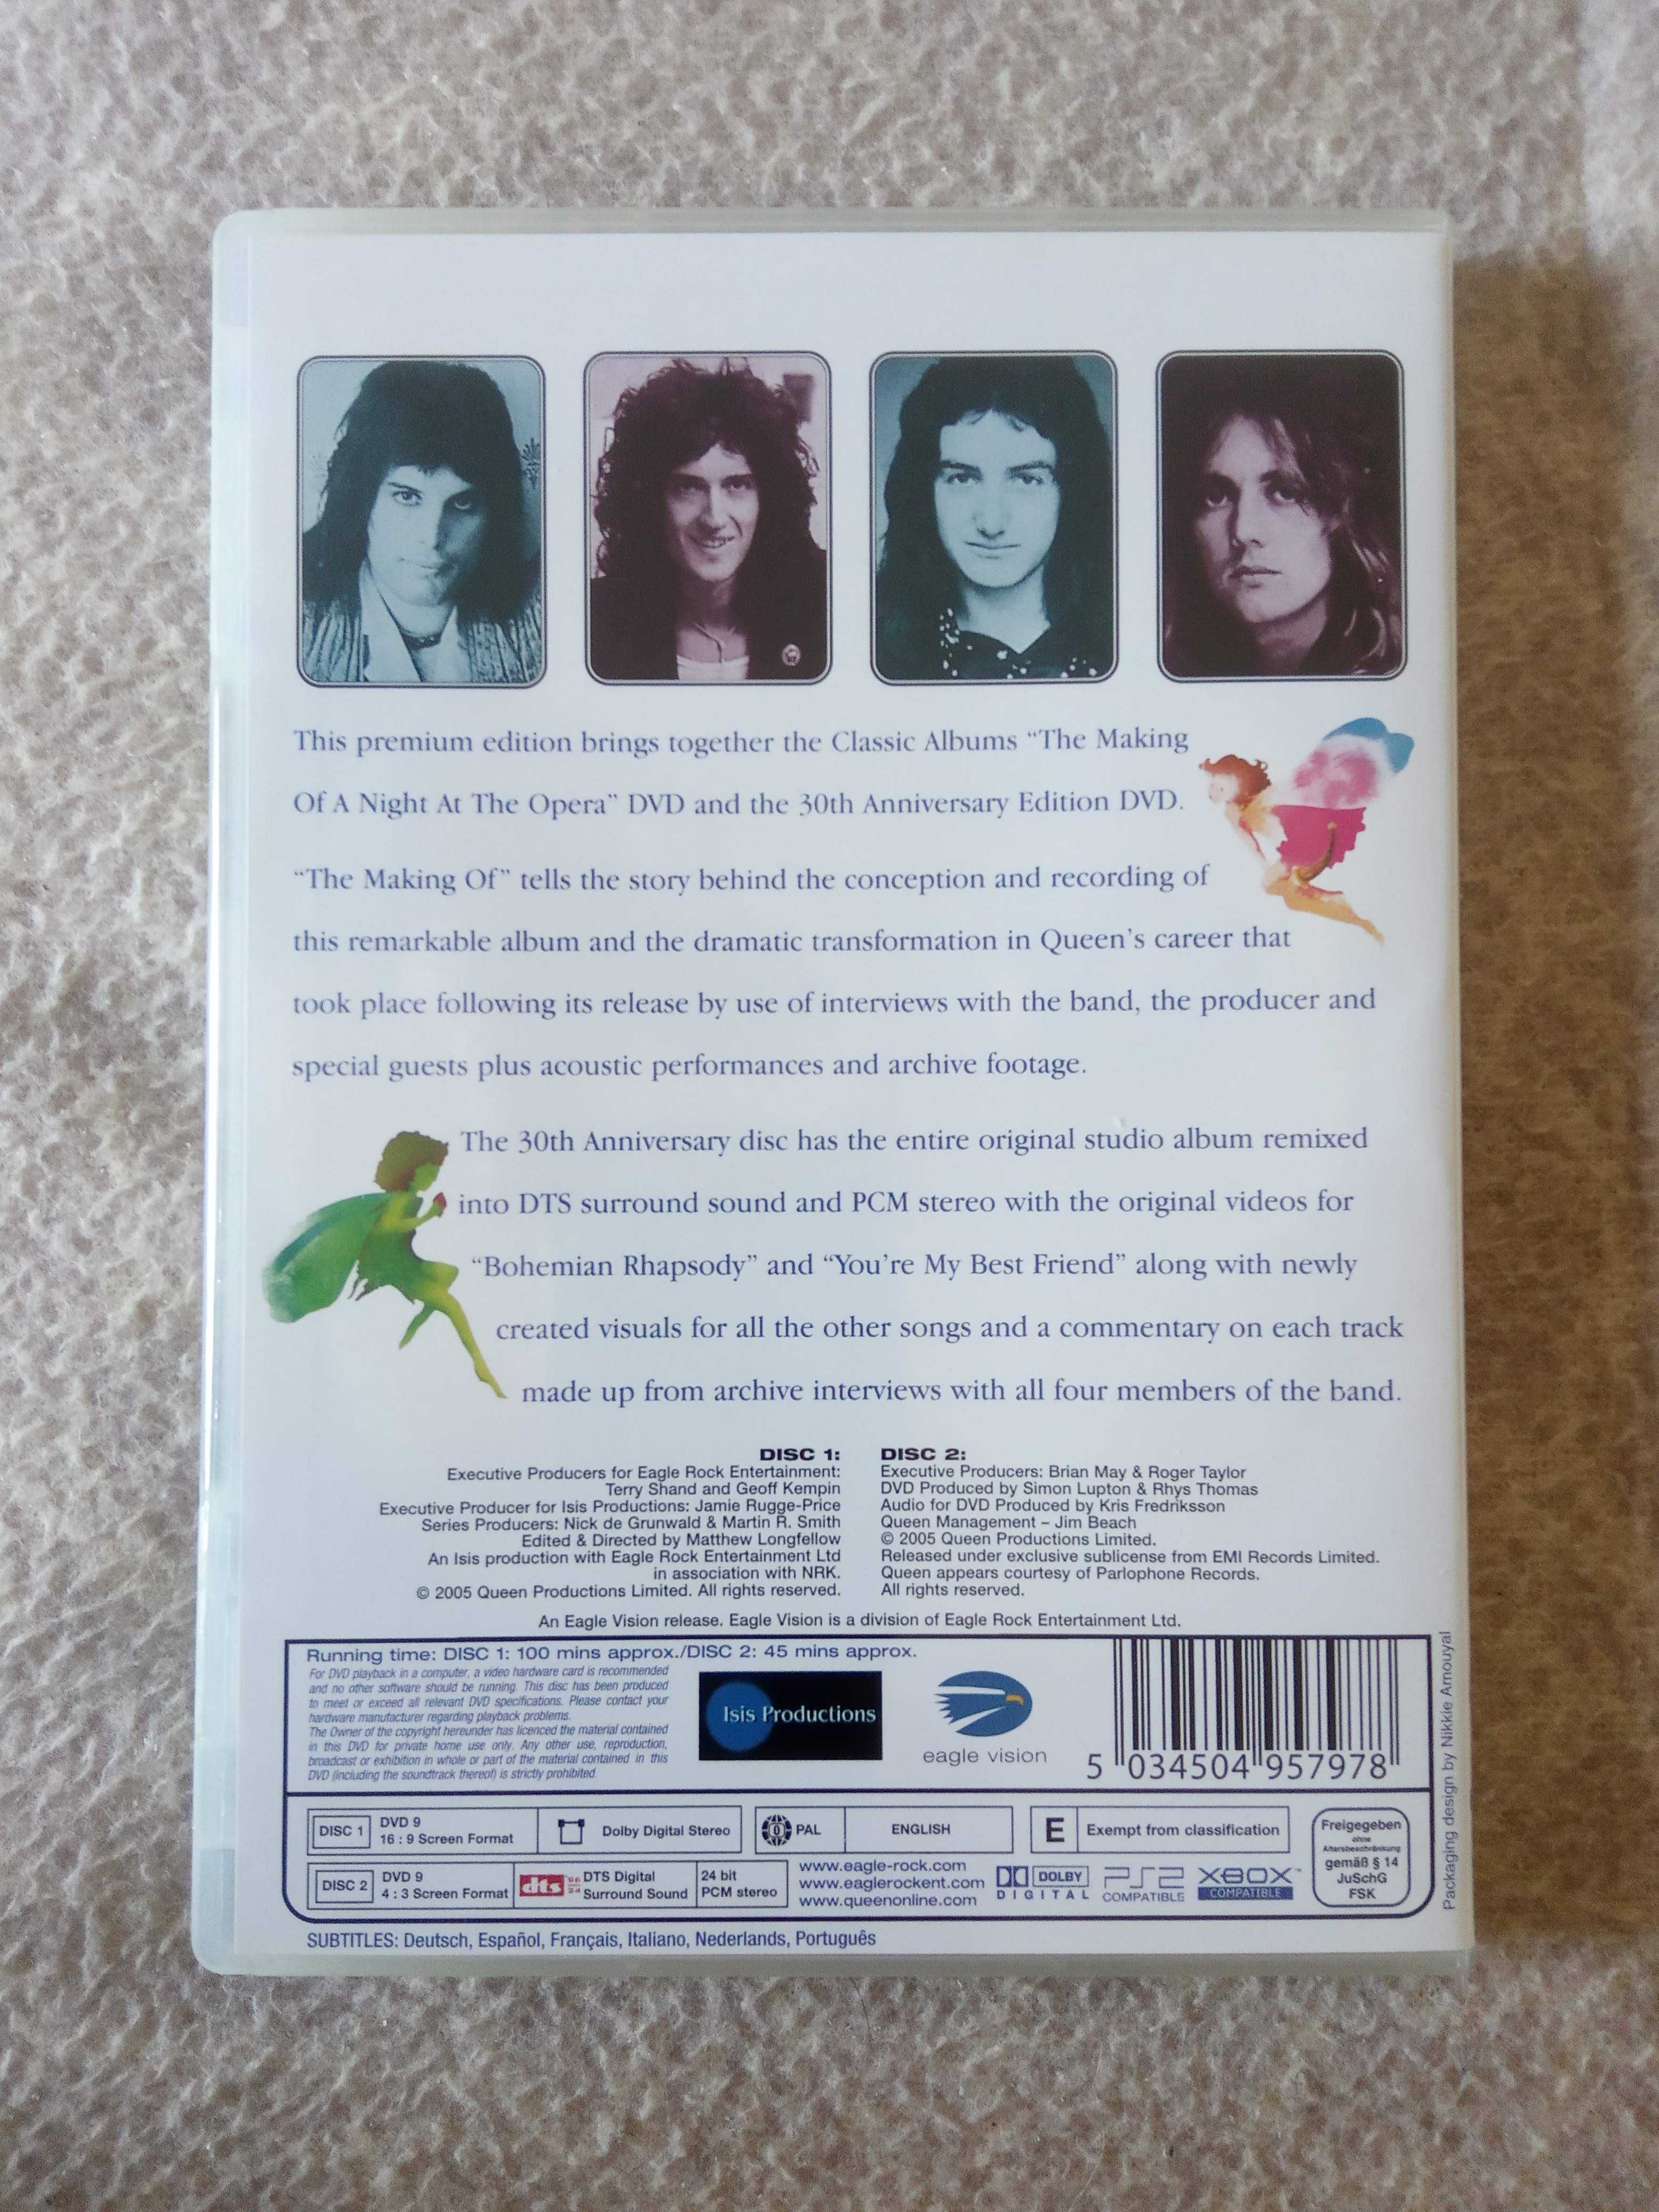 This premium edition brings together the Classic Albums “The Making
Of A Night At The Opera” DVD and the 30th Anniversary Edition DVD.
“The Making Of” tells the story behind the conception and recording of
this remarkable album and the dramatic transformation in Queen’s career that
took place following its release by use of interviews with the band, the producer and
special guests plus acoustic performances and archive footage.
The 30th Anniversary disc has the entire original studio album remixed
into DTS surround sound and PCM stereo with the original videos for
“Bohemian Rhapsody” and “You’re My Best Friend” along with newly
created visuals for all the other songs and a commentary on each track
made up from archive interviews with all four members of the band.
DISC 1:
Executive Producers for Eagle Rock Entertainment:
Terry Shand and Geoff Kempin
Executive Producer for Isis Productions: Jamie Rugge-Price
Series Producers: Nick de Grunwald & Martin R. Smith
Edited & Directed by Matthew Longfellow
An Isis production with Eagle Rock Entertainment Ltd
in association with NRK.
© 2005 Queen Productions Limited. All rights reserved.
DISC 2:
Executive Producers: Brian May & Roger Taylor
DVD Produced by Simon Lupton & Rhys Thomas
Audio for DVD Produced by Kris Fredriksson
Queen Management – Jim Beach
© 2005 Queen Productions Limited.
Released under exclusive sublicense from EMI Records Limited.
Queen appears courtesy of Parlophone Records.
All rights reserved.
An Eagle Vision release. Eagle Vision is a division of Eagle Rock Entertainment Ltd.
Running time: DISC 1: 100 mins approx./DISC 2: 45 mins approx.
For DVD playback in a computer, a video hardware card is recommended
and no other software should be running. This disc has been produced
to meet or exceed all relevant DVD specifications. Please contact your
hardware manufacturer regarding playback problems.
The Owner of the copyright hereunder has licenced the material contained
in this DVD for private home use only. Any other use, reproduction,
broadcast or exhibition in whole or part of the material contained in this
DVD (including the soundtrack thereof) is strictly prohibited.
Isis Productions
eagle vision
5 034504 957978
Packaging design by Nikkie Amouyal
DISC 1
DVD 9
16 : 9 Screen Format
Dolby Digital Stereo
0
PAL
ENGLISH
E
Exempt from classification
Freigegeben
ohne
Altersbeschränkung
gemäß § 14
JuSchG
FSK
DISC 2
DVD 9
4 : 3 Screen Format
dts
DTS Digital
Surround Sound
24 bit
PCM stereo
www.eagle-rock.com
www.eaglerockent.com
www.queenonline.com
DOLBY
DIGITAL
PS2
COMPATIBLE
XBOX
COMPATIBLE
SUBTITLES: Deutsch, Español, Français, Italiano, Nederlands, Português